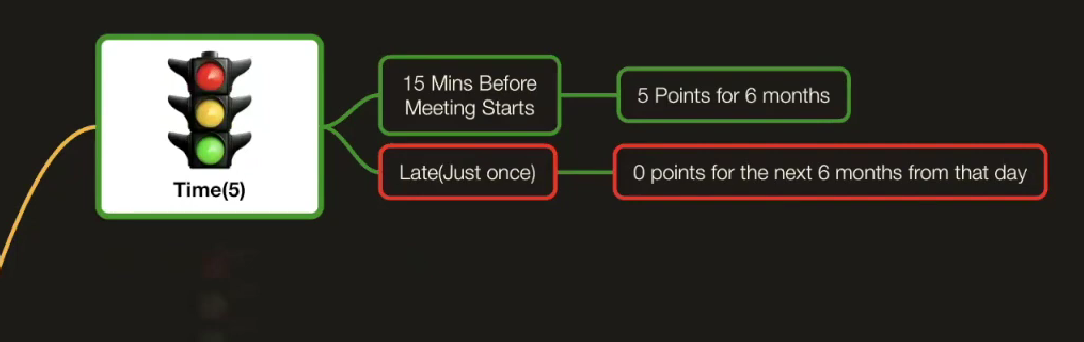 15 Mins Before
Meeting Starts
5 Points for 6 months
Time(5)
Late(Just once)
0 points for the next 6 months from that day